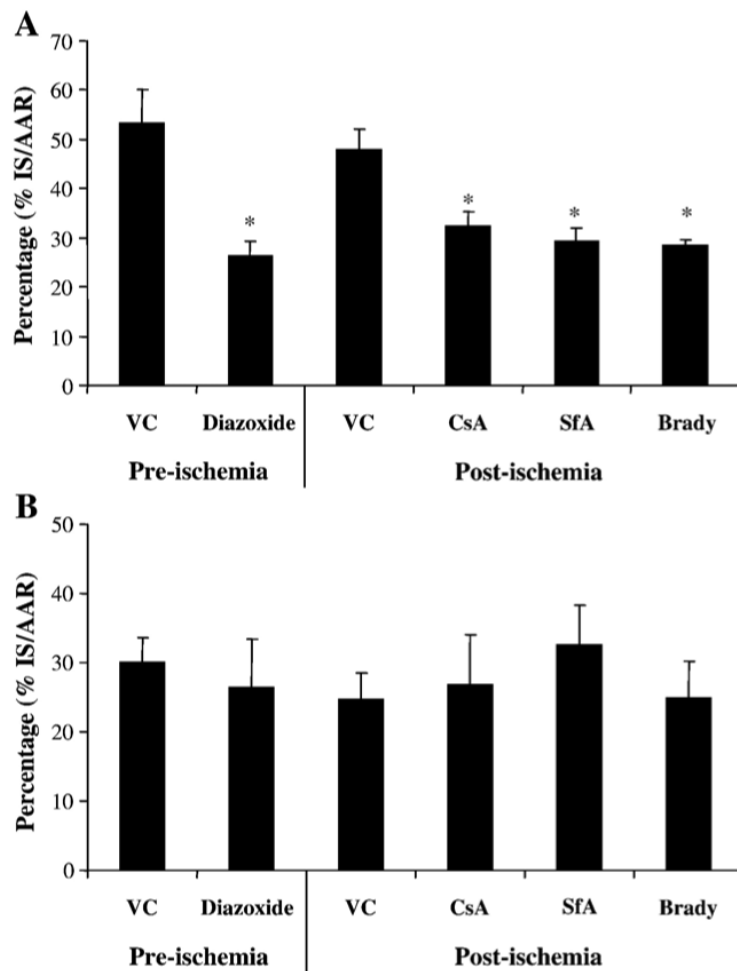 A
Percentage (% IS/AAR)
70
60
50
40
30
20
10
0
*
*
*
*
VC Diazoxide VC CsA SfA Brady
Pre-ischemia Post-ischemia
B
Percentage (% IS/AAR)
50
40
30
20
10
0
VC Diazoxide VC CsA SfA Brady
Pre-ischemia Post-ischemia